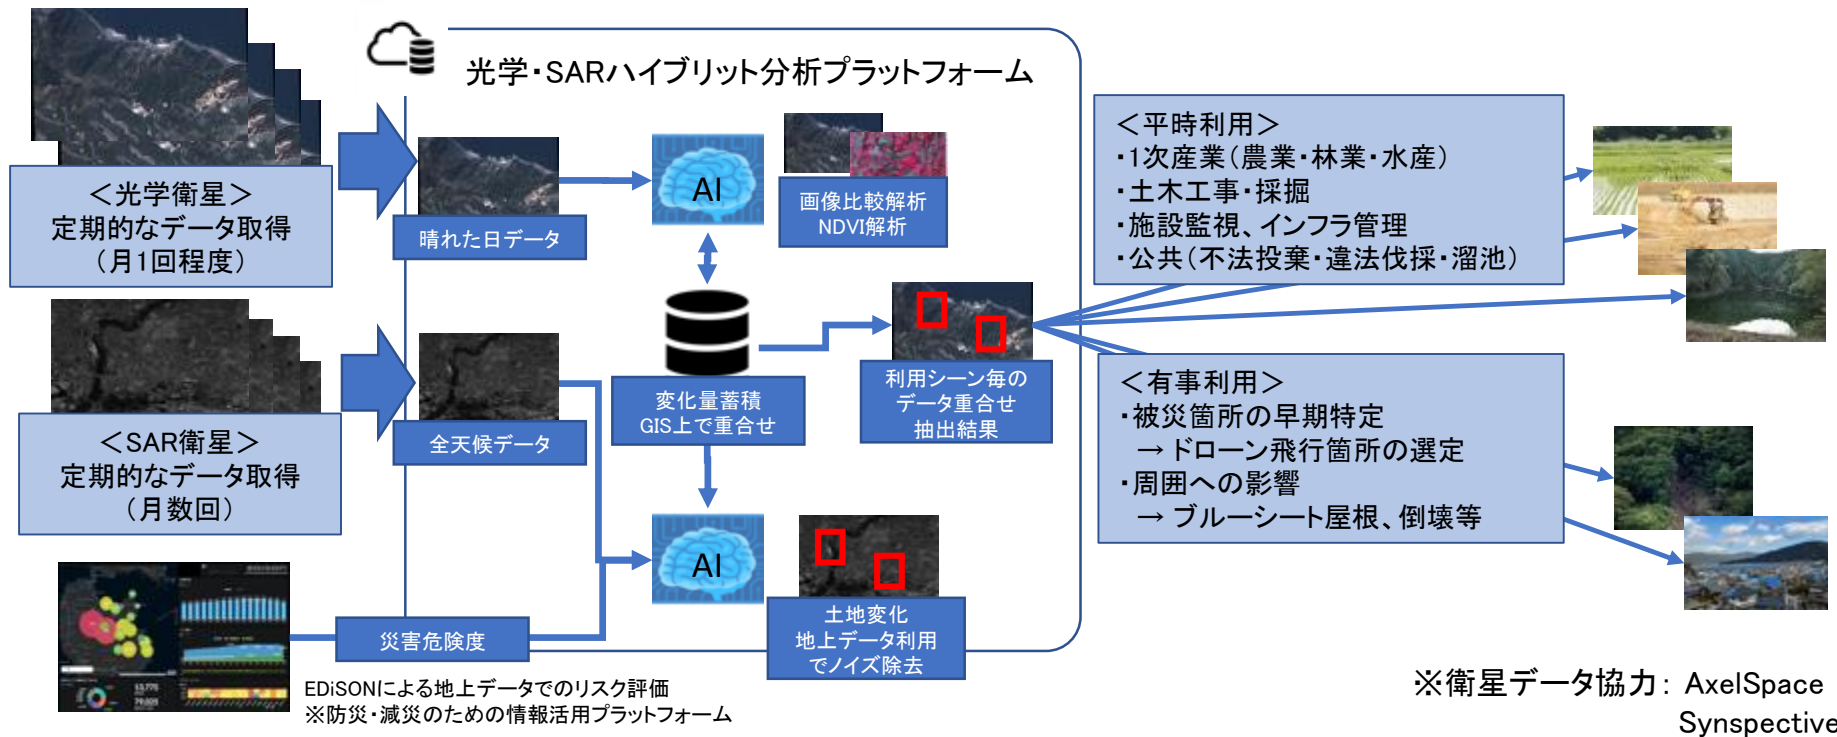 光学・SARハイブリット分析プラットフォーム
＜光学衛星＞
定期的なデータ取得
（月1回程度）
晴れた日データ
AI
画像比較解析
NDVI解析
＜SAR衛星＞
定期的なデータ取得
（月数回）
全天候データ
変化量蓄積
GIS上で重合せ
利用シーン毎の
データ重合せ
抽出結果
AI
土地変化
地上データ利用
でノイズ除去
災害危険度
EDiSONによる地上データでのリスク評価
※防災・減災のための情報活用プラットフォーム
＜平時利用＞
・1次産業（農業・林業・水産）
・土木工事・採掘
・施設監視、インフラ管理
・公共（不法投棄・違法伐採・溜池）
＜有事利用＞
・被災箇所の早期特定
→ ドローン飛行箇所の選定
・周囲への影響
→ ブルーシート屋根、倒壊等
※衛星データ協力： AxelSpace
Synspective